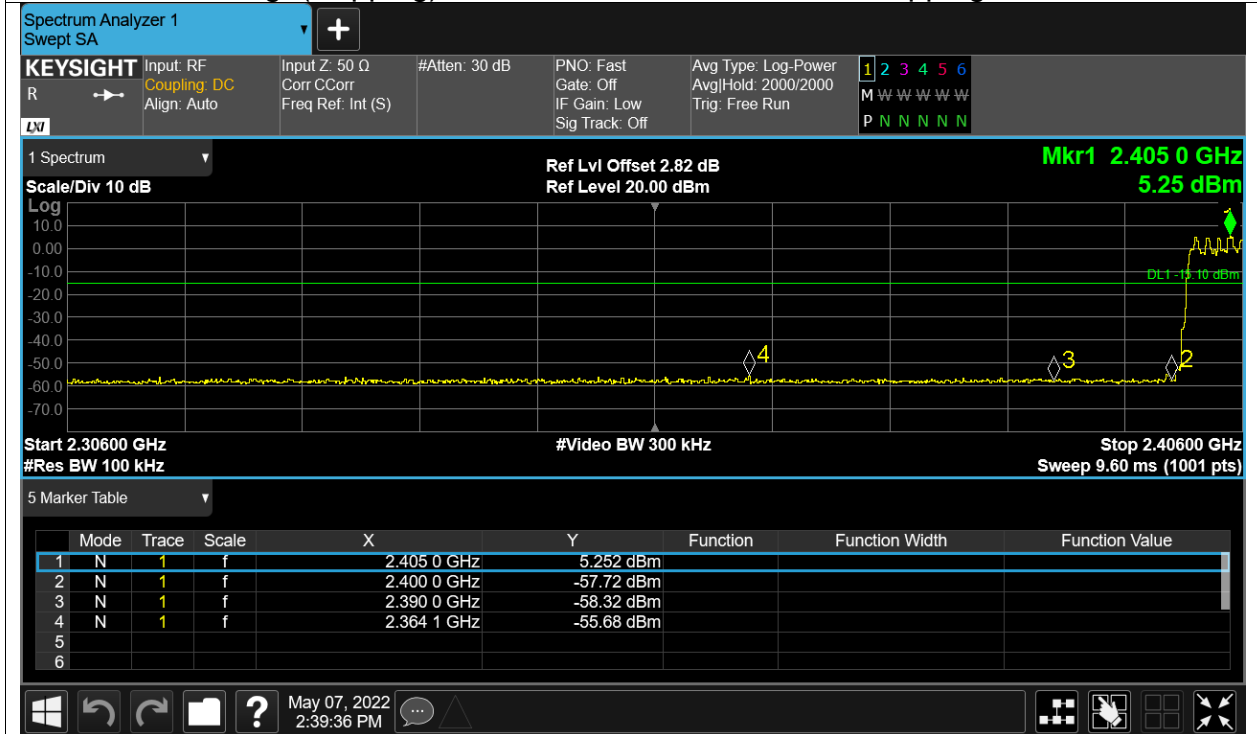 Spectrum Analyzer 1
Swept SA
+
KEYSIGHT Input: RF Input Z: 50 Ω #Atten: 30 dB PNO: Fast Avg Type: Log-Power 1 2 3 4 5 6
R Coupling: DC Corr CCorr Gate: Off Avg|Hold: 2000/2000 M W W W W W
Align: Auto Freq Ref: Int (S) IF Gain: Low Trig: Free Run
LXI Sig Track: Off P N N N N N
1 Spectrum Ref Lvl Offset 2.82 dB Mkr1 2.405 0 GHz
Scale/Div 10 dB Ref Level 20.00 dBm 5.25 dBm
Log
10.0
0.00
-10.0
DL1 -15.10 dBm
-20.0
-30.0
-40.0
4 3 2
-50.0
-60.0
-70.0
Start 2.30600 GHz #Video BW 300 kHz Stop 2.40600 GHz
#Res BW 100 kHz Sweep 9.60 ms (1001 pts)
5 Marker Table
Mode Trace Scale X Y Function Function Width Function Value
1 N 1 f 2.405 0 GHz 5.252 dBm
2 N 1 f 2.400 0 GHz -57.72 dBm
3 N 1 f 2.390 0 GHz -58.32 dBm
4 N 1 f 2.364 1 GHz -55.68 dBm
5
6
? May 07, 2022
2:39:36 PM